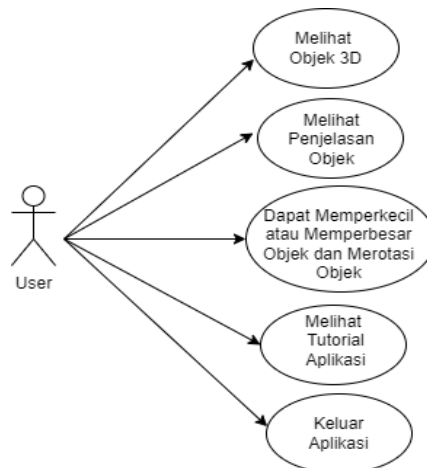 Melihat
Objek 3D
Melihat
Penjelasan
Objek
Dapat Memperkecil
atau Memperbesar
Objek dan Merotasi
Objek
User
Melihat
Tutorial
Aplikasi
Keluar
Aplikasi